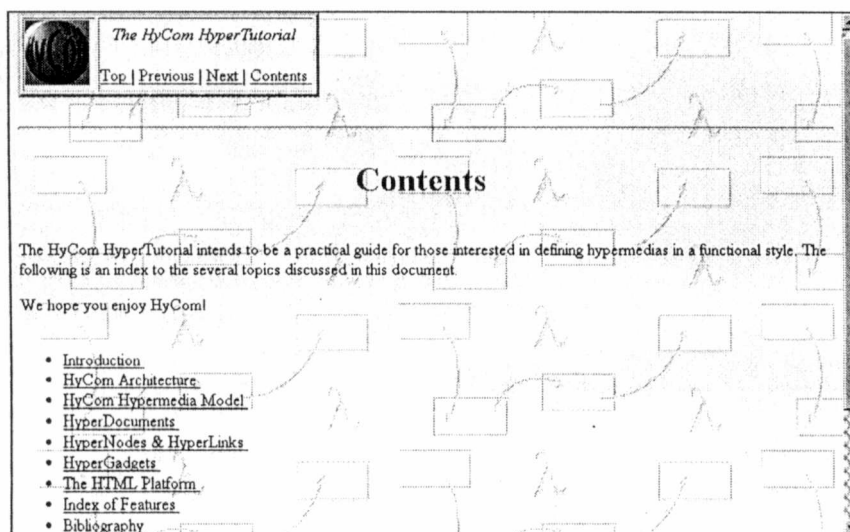 The HyCom HyperTutorial
Top | Previous | Next | Contents
Contents
The HyCom HyperTutorial intends to be a practical guide for those interested in defining hypermedias in a functional style. The
following is an index to the several topics discussed in this document.
We hope you enjoy HyCom!
• Introduction
• HyCom Architecture
• HyCom Hypermedia Model
• HyperDocuments
• HyperNodes & HyperLinks
• HyperGadgets
• The HTML Platform
• Index of Features
• Bibliography